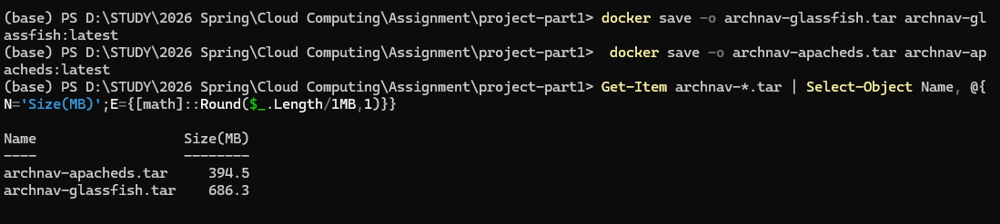 (base) PS D:\STUDY\2026 Spring\Cloud Computing\Assignment\project-part1> docker save -o archnav-glassfish.tar archnav-gl
assfish:latest
(base) PS D:\STUDY\2026 Spring\Cloud Computing\Assignment\project-part1>  docker save -o archnav-apacheds.tar archnav-ap
acheds:latest
(base) PS D:\STUDY\2026 Spring\Cloud Computing\Assignment\project-part1> Get-Item archnav-*.tar | Select-Object Name, @{
N='Size(MB)';E={[math]::Round($_.Length/1MB,1)}}
Name                 Size(MB)
----                 --------
archnav-apacheds.tar    394.5
archnav-glassfish.tar   686.3